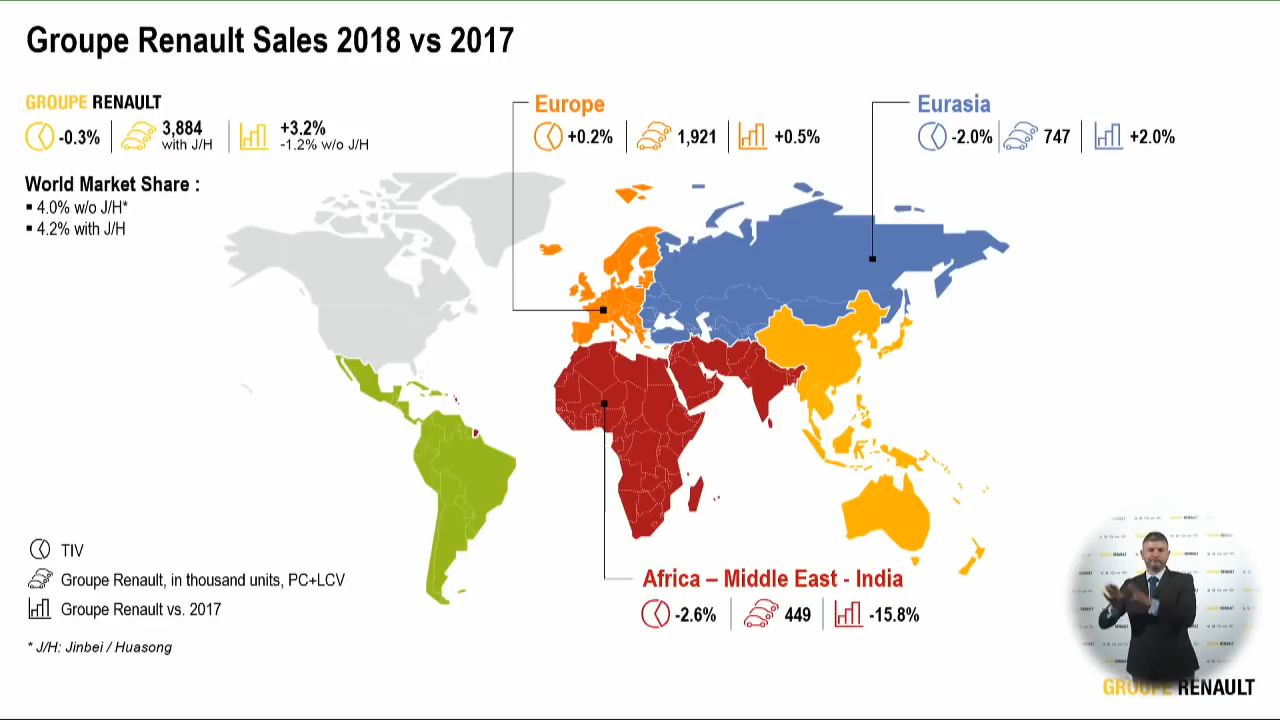 Groupe Renault Sales 2018 vs 2017
GROUPE RENAULT
-0.3%
3,884
with J/H
+3.2%
-1.2% w/o J/H
World Market Share :
▪ 4.0% w/o J/H*
▪ 4.2% with J/H
Europe
+0.2%
1,921
+0.5%
Eurasia
-2.0%
747
+2.0%
Africa – Middle East - India
-2.6%
449
-15.8%
TIV
Groupe Renault, in thousand units, PC+LCV
Groupe Renault vs. 2017
* J/H: Jinbei / Huasong
GROUPE RENAULT